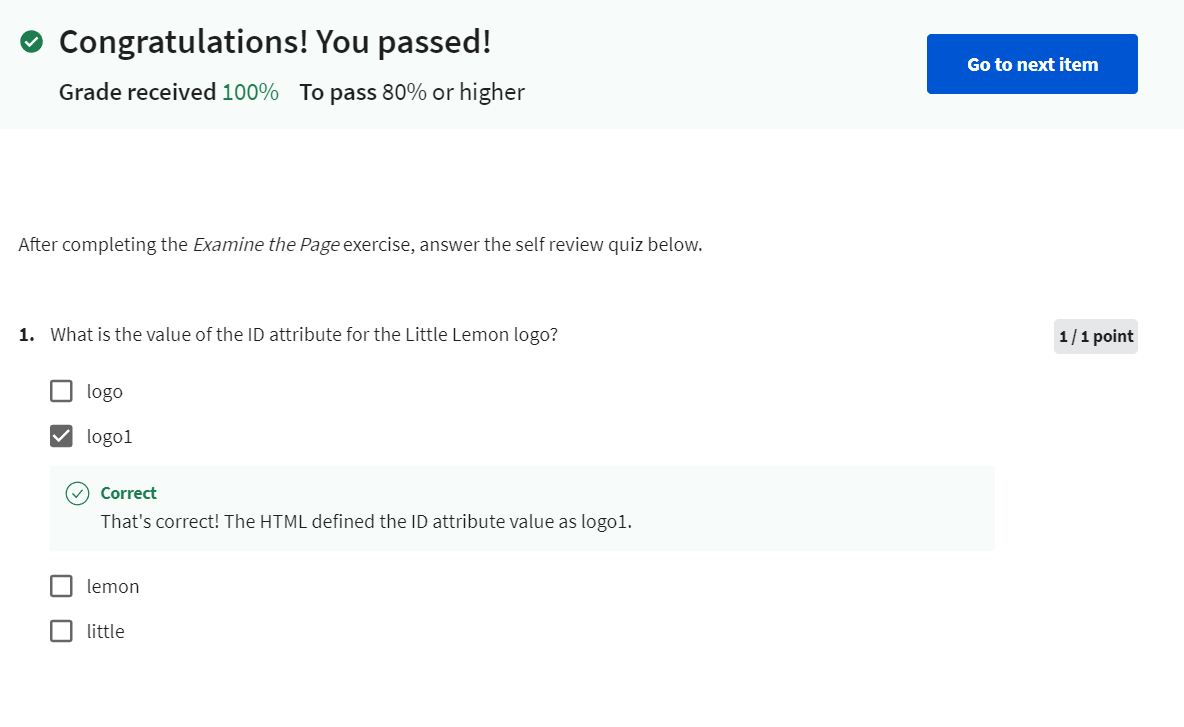 Congratulations! You passed!
Go to next item
Grade received 100% To pass 80% or higher
After completing the Examine the Page exercise, answer the self review quiz below.
1. What is the value of the ID attribute for the Little Lemon logo?
1 / 1 point
logo
logo1
Correct
That's correct! The HTML defined the ID attribute value as logo1.
lemon
little